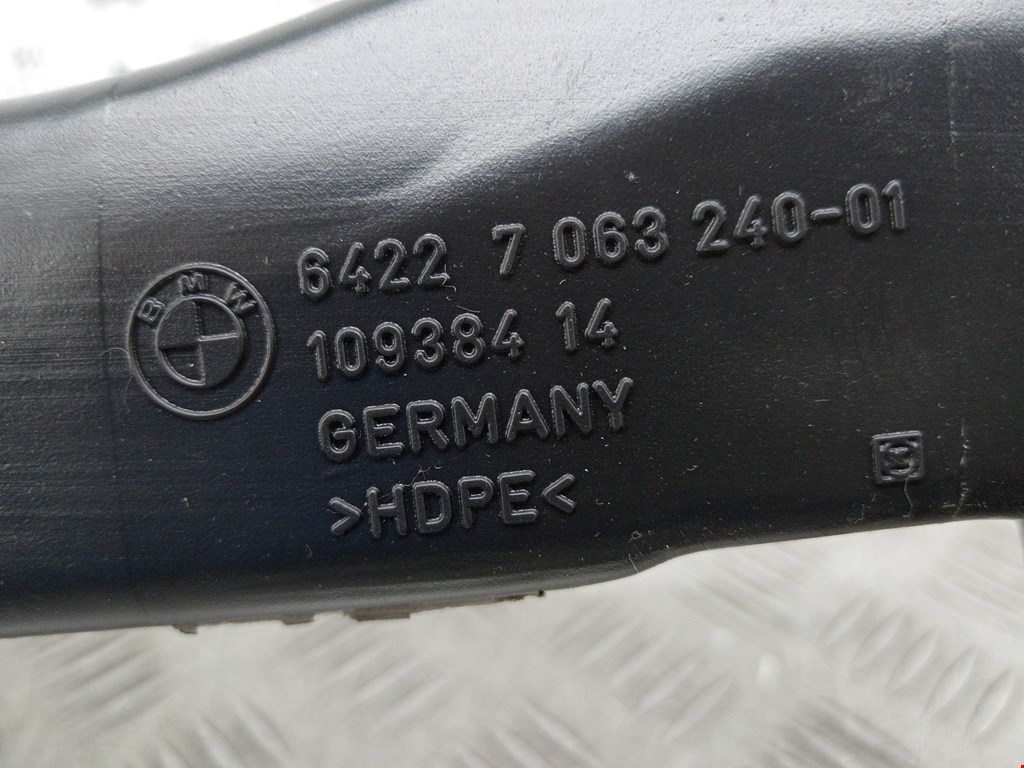 BMW
6422 7 063 240-01
109384 14
GERMANY
>HDPE<